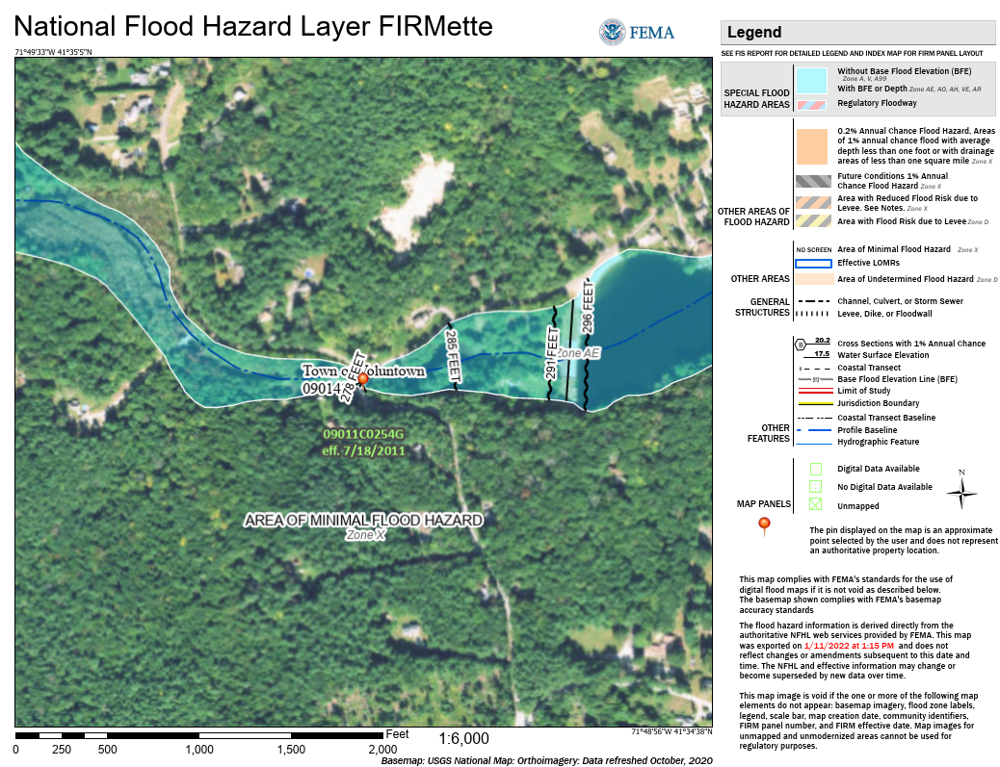 National Flood Hazard Layer FIRMette
FEMA
71°49'33"W 41°35'5"N
296 FEET
285 FEET
291 FEET
Zone AE
278 FEET
Town of Voluntown
09014
09011C0254G
eff. 7/18/2011
AREA OF MINIMAL FLOOD HAZARD
Zone X
Feet
1:6,000
71°48'56"W 41°34'38"N
0 250 500 1,000 1,500 2,000
Basemap: USGS National Map: Orthoimagery: Data refreshed October, 2020
Legend
SEE FIS REPORT FOR DETAILED LEGEND AND INDEX MAP FOR FIRM PANEL LAYOUT
SPECIAL FLOOD
HAZARD AREAS
Without Base Flood Elevation (BFE)
Zone A, V, A99
With BFE or Depth Zone AE, AO, AH, VE, AR
Regulatory Floodway
OTHER AREAS OF
FLOOD HAZARD
0.2% Annual Chance Flood Hazard, Areas
of 1% annual chance flood with average
depth less than one foot or with drainage
areas of less than one square mile Zone X
Future Conditions 1% Annual
Chance Flood Hazard Zone X
Area with Reduced Flood Risk due to
Levee. See Notes. Zone X
Area with Flood Risk due to Levee Zone D
OTHER AREAS
NO SCREEN Area of Minimal Flood Hazard Zone X
Effective LOMRs
Area of Undetermined Flood Hazard Zone D
GENERAL
STRUCTURES
Channel, Culvert, or Storm Sewer
Levee, Dike, or Floodwall
OTHER
FEATURES
B 20.2 Cross Sections with 1% Annual Chance
17.5 Water Surface Elevation
8 Coastal Transect
513 Base Flood Elevation Line (BFE)
Limit of Study
Jurisdiction Boundary
Coastal Transect Baseline
Profile Baseline
Hydrographic Feature
MAP PANELS
Digital Data Available
No Digital Data Available
Unmapped
N
The pin displayed on the map is an approximate
point selected by the user and does not represent
an authoritative property location.
This map complies with FEMA's standards for the use of
digital flood maps if it is not void as described below.
The basemap shown complies with FEMA's basemap
accuracy standards
The flood hazard information is derived directly from the
authoritative NFHL web services provided by FEMA. This map
was exported on 1/11/2022 at 1:15 PM and does not
reflect changes or amendments subsequent to this date and
time. The NFHL and effective information may change or
become superseded by new data over time.
This map image is void if the one or more of the following map
elements do not appear: basemap imagery, flood zone labels,
legend, scale bar, map creation date, community identifiers,
FIRM panel number, and FIRM effective date. Map images for
unmapped and unmodernized areas cannot be used for
regulatory purposes.